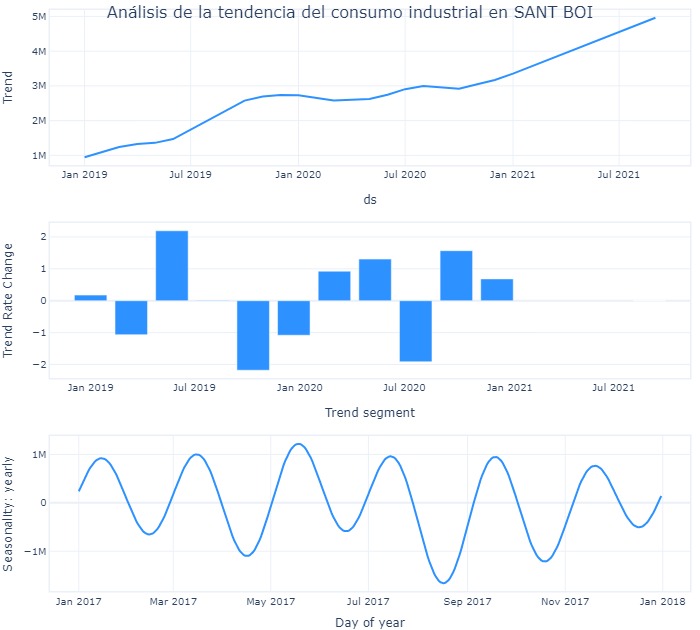 Análisis de la tendencia del consumo industrial en SANT BOI
5M
4M
3M
2M
1M
Trend
Jan 2019 Jul 2019 Jan 2020 Jul 2020 Jan 2021 Jul 2021
ds
2
1
0
−1
−2
Trend Rate Change
Jan 2019 Jul 2019 Jan 2020 Jul 2020 Jan 2021 Jul 2021
Trend segment
1M
0
−1M
Seasonality: yearly
Jan 2017 Mar 2017 May 2017 Jul 2017 Sep 2017 Nov 2017 Jan 2018
Day of year